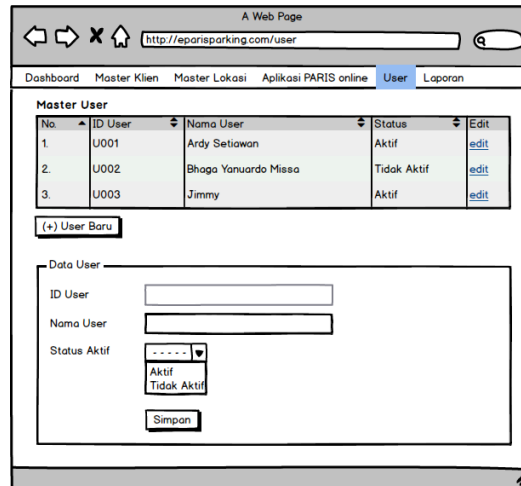 A Web Page
http://eparisparking.com/user
Dashboard Master Klien Master Lokasi Aplikasi PARIS online User Laporan
Master User
No. ID User Nama User Status Edit
1. U001 Ardy Setiawan Aktif edit
2. U002 Bhaga Yanuardo Missa Tidak Aktif edit
3. U003 Jimmy Aktif edit
(+) User Baru
Data User
ID User
Nama User
Status Aktif - - - - -
Aktif
Tidak Aktif
Simpan